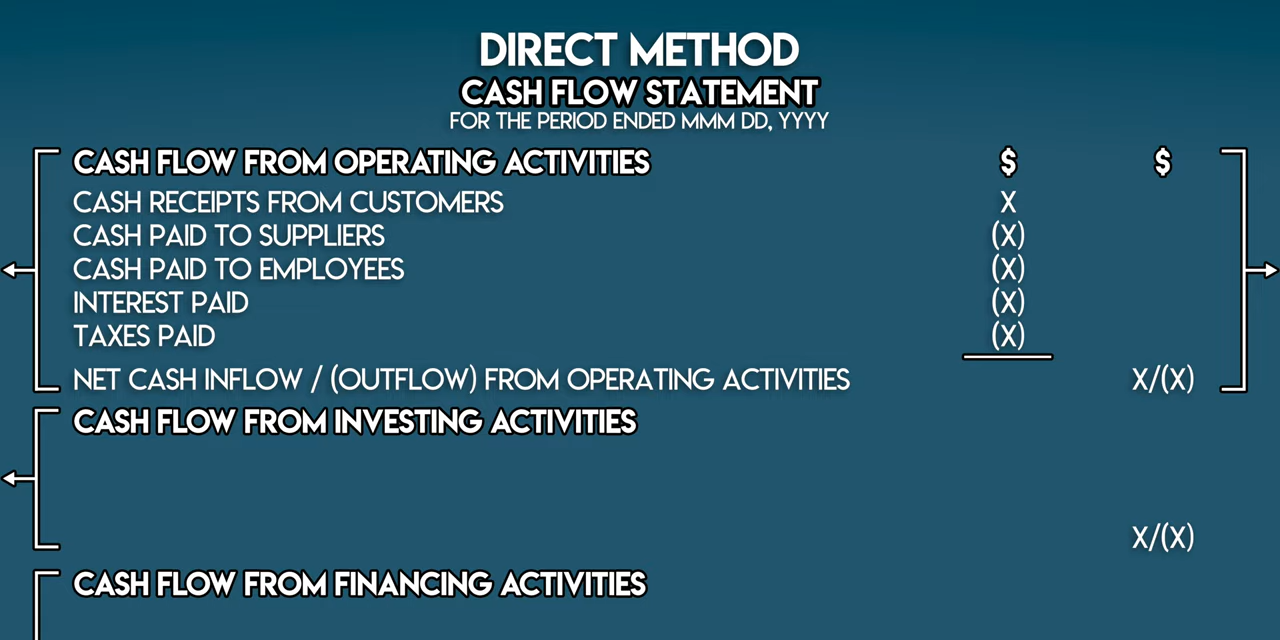 DIRECT METHOD
CASH FLOW STATEMENT
FOR THE PERIOD ENDED MMM DD, YYYY
CASH FLOW FROM OPERATING ACTIVITIES $ $
CASH RECEIPTS FROM CUSTOMERS X
CASH PAID TO SUPPLIERS (X)
CASH PAID TO EMPLOYEES (X)
INTEREST PAID (X)
TAXES PAID (X)
NET CASH INFLOW / (OUTFLOW) FROM OPERATING ACTIVITIES X/(X)
CASH FLOW FROM INVESTING ACTIVITIES
X/(X)
CASH FLOW FROM FINANCING ACTIVITIES